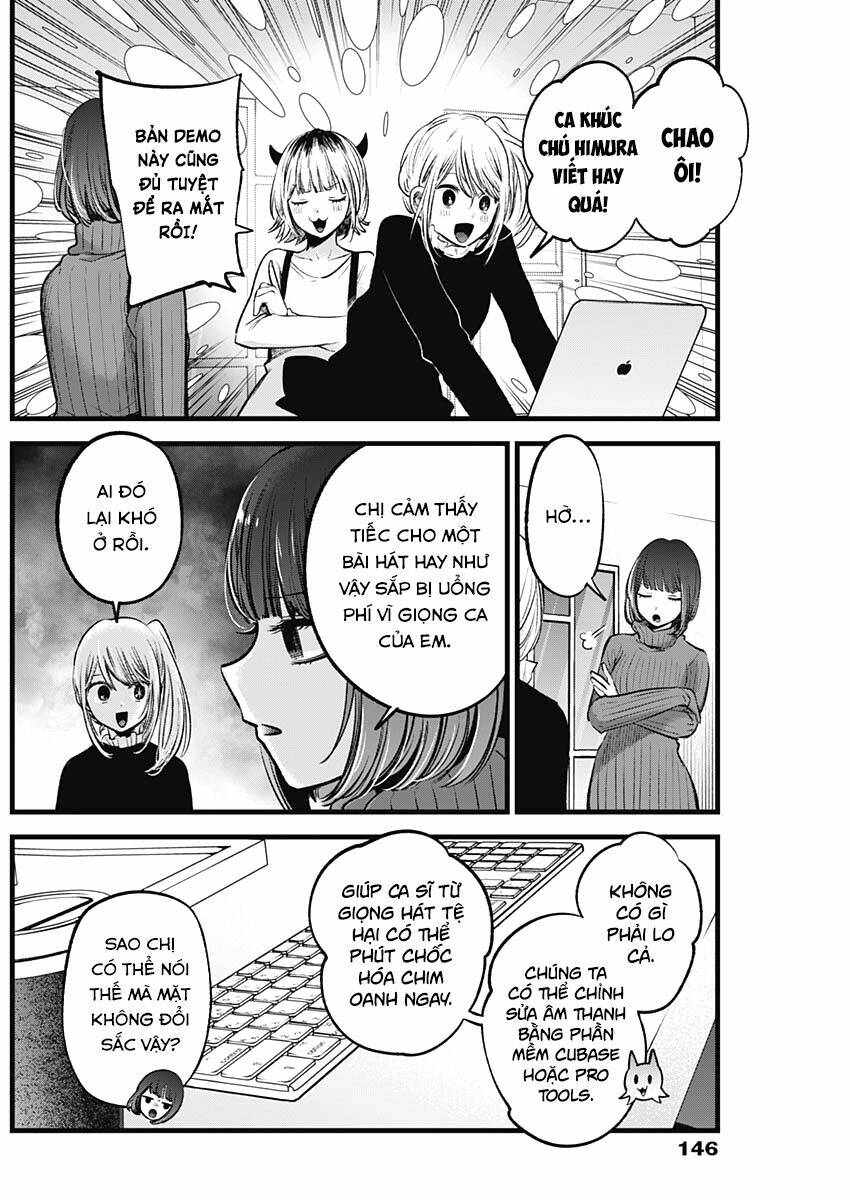 CHAO
ÔI!
CA KHÚC
CHÚ HIMURA
VIẾT HAY
QUÁ!
BẢN DEMO
NÀY CŨNG
ĐỦ TUYỆT
ĐỂ RA MẮT
RỒI!
HỜ...
CHỊ CẢM THẤY
TIẾC CHO MỘT
BÀI HÁT HAY NHƯ
VẬY SẮP BỊ UỔNG
PHÍ VÌ GIỌNG CA
CỦA EM.
AI ĐÓ
LẠI KHÓ
Ở RỒI.
KHÔNG
CÓ GÌ
PHẢI LO
CẢ.
CHÚNG TA
CÓ THỂ CHỈNH
SỬA ÂM THANH
BẰNG PHẦN
MỀM CUBASE
HOẶC PRO
TOOLS.
GIÚP CA SĨ TỪ
GIỌNG HÁT TỆ
HẠI CÓ THỂ
PHÚT CHỐC
HÓA CHIM
OANH NGAY.
SAO CHỊ
CÓ THỂ NÓI
THẾ MÀ MẶT
KHÔNG ĐỔI
SẮC VẬY?
146